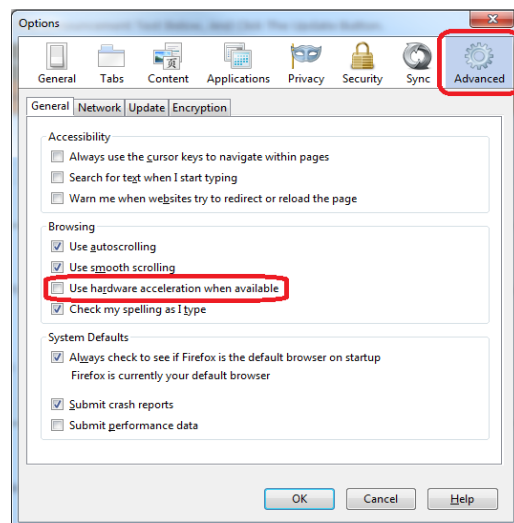 Options
General Tabs Content Applications Privacy Security Sync Advanced
General Network Update Encryption
Accessibility
Always use the cursor keys to navigate within pages
Search for text when I start typing
Warn me when websites try to redirect or reload the page
Browsing
Use autoscrolling
Use smooth scrolling
Use hardware acceleration when available
Check my spelling as I type
System Defaults
Always check to see if Firefox is the default browser on startup
Firefox is currently your default browser
Submit crash reports
Submit performance data
OK Cancel Help